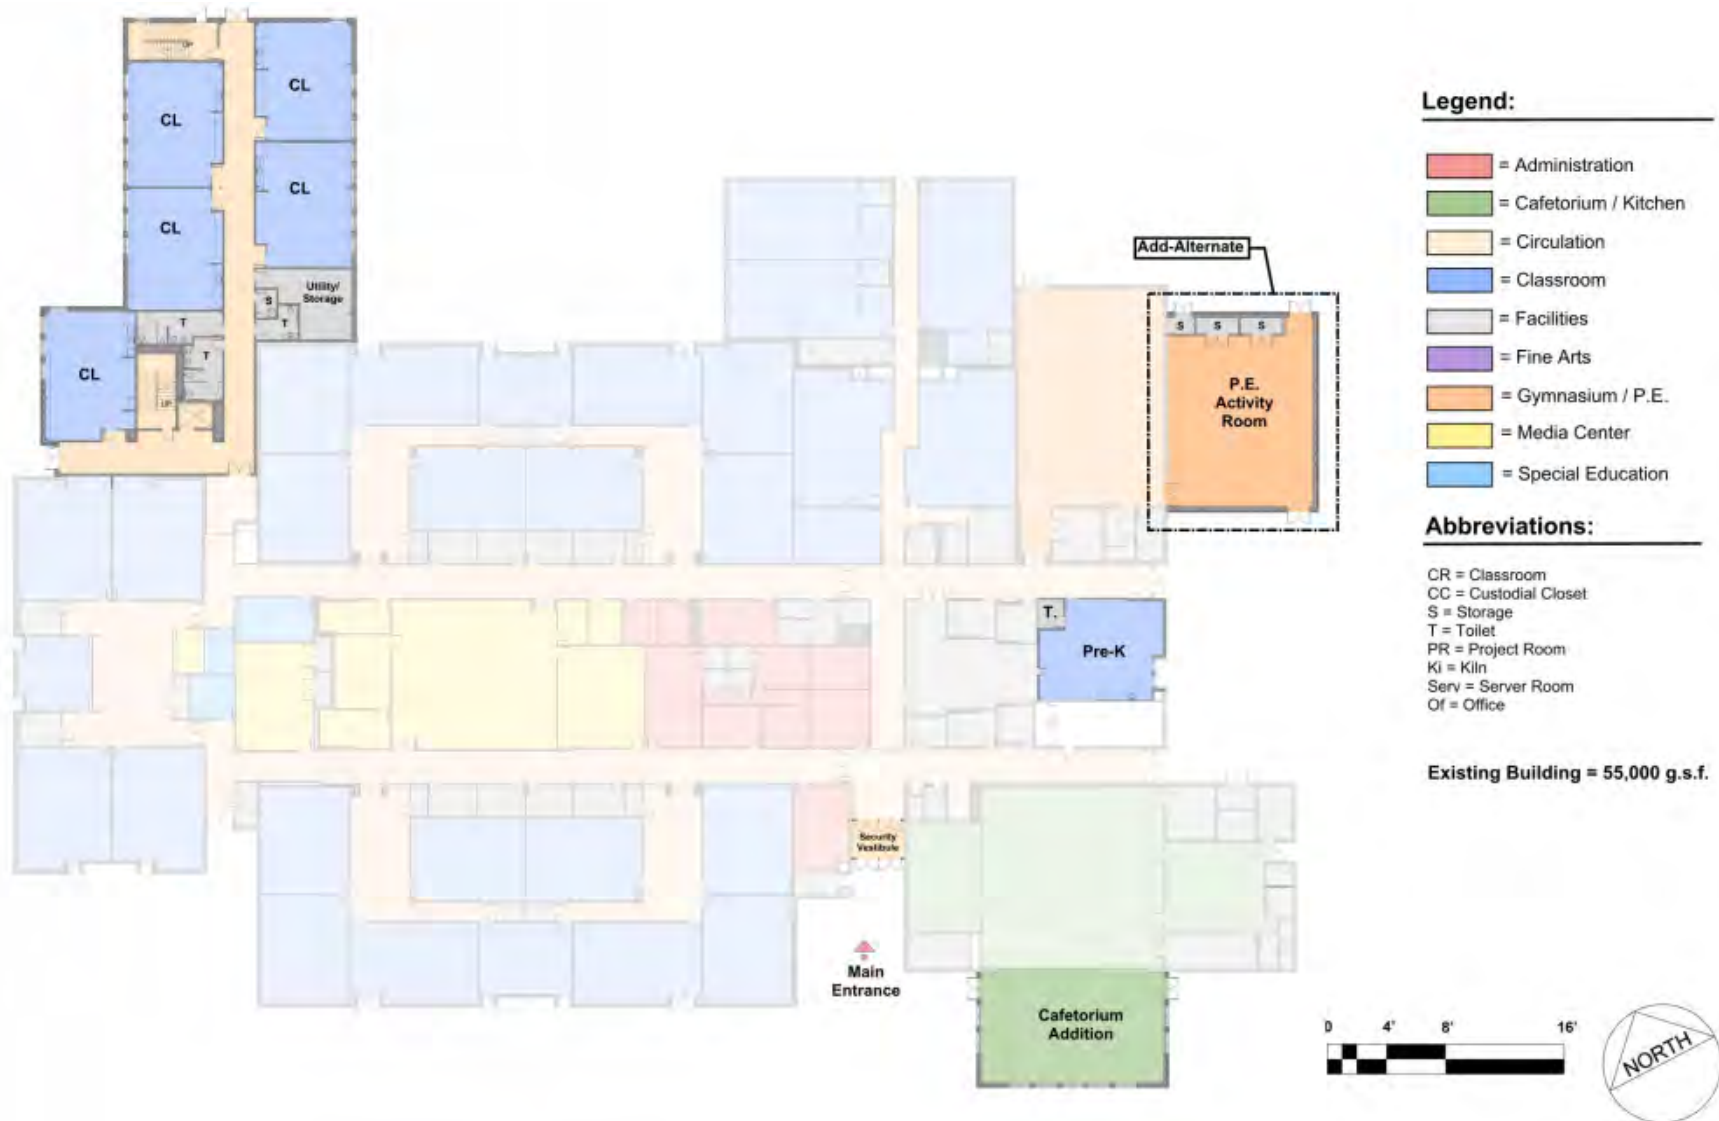 UP
CL
CL
CL
CL
Utility/
Storage
S
T
T
T
CL
UP
Add-Alternate
S
S
S
P.E.
Activity
Room
T.
Pre-K
Security
Vestibule
Main
Entrance
Cafetorium
Addition
Legend:
= Administration
= Cafetorium / Kitchen
= Circulation
= Classroom
= Facilities
= Fine Arts
= Gymnasium / P.E.
= Media Center
= Special Education
Abbreviations:
CR = Classroom
CC = Custodial Closet
S = Storage
T = Toilet
PR = Project Room
Ki = Kiln
Serv = Server Room
Of = Office
Existing Building = 55,000 g.s.f.
0 4' 8' 16'
NORTH